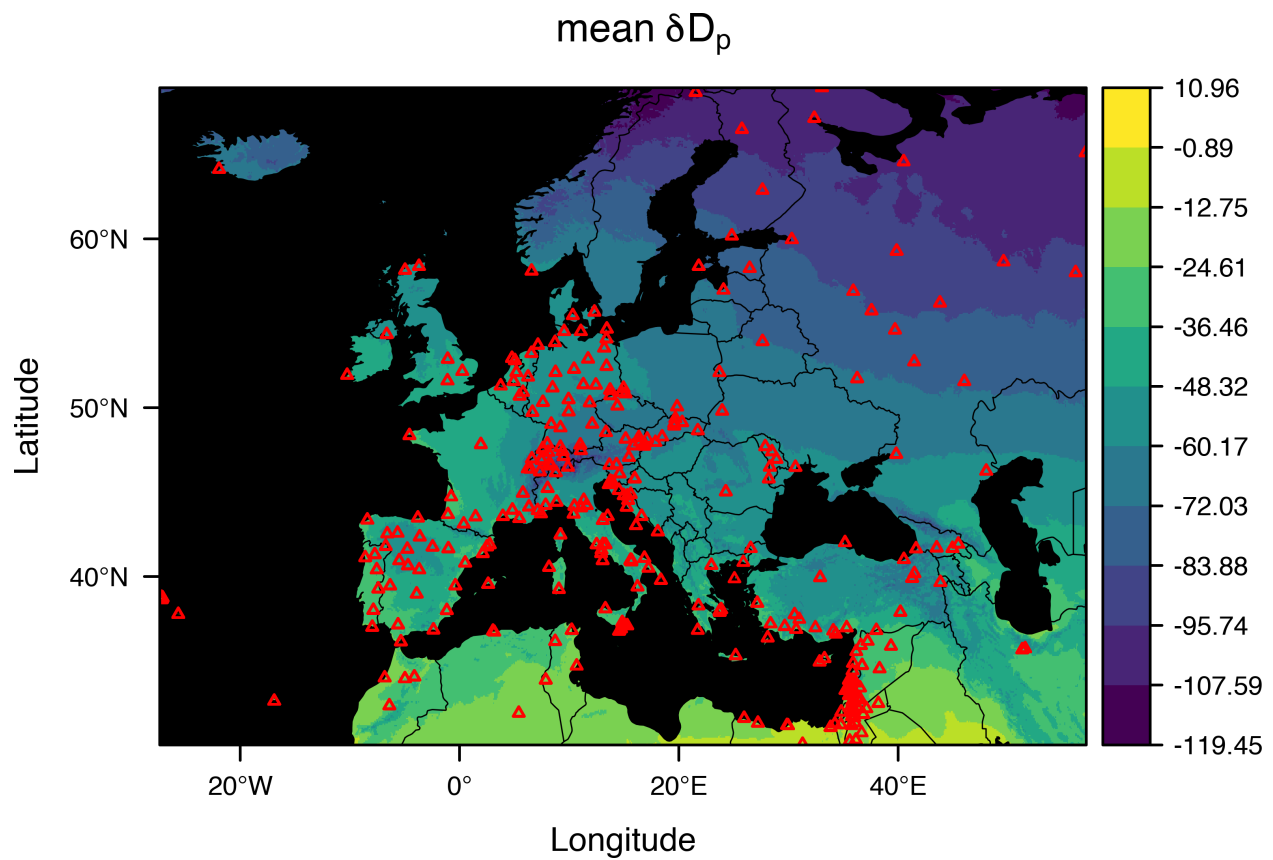 mean δDp
60°N
50°N
40°N
Latitude
20°W 0° 20°E 40°E
Longitude
10.96
-0.89
-12.75
-24.61
-36.46
-48.32
-60.17
-72.03
-83.88
-95.74
-107.59
-119.45